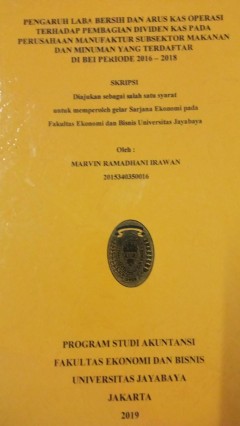 PENGARUH LABA BERSIH DAN ARUS KAS OPERASI
TERHADAP PEMBAGIAN DIVIDEN KAS PADA
PERUSAHAAN MANUFAKTUR SUBSEKTOR MAKANAN
DAN MINUMAN YANG TERDAFTAR
DI BEI PERIODE 2016 – 2018
SKRIPSI
Diajukan sebagai salah satu syarat
untuk memperoleh gelar Sarjana Ekonomi pada
Fakultas Ekonomi dan Bisnis Universitas Jayabaya
Oleh :
MARVIN RAMADHANI IRAWAN
2015340350016
PROGRAM STUDI AKUNTANSI
FAKULTAS EKONOMI DAN BISNIS
UNIVERSITAS JAYABAYA
JAKARTA
2019